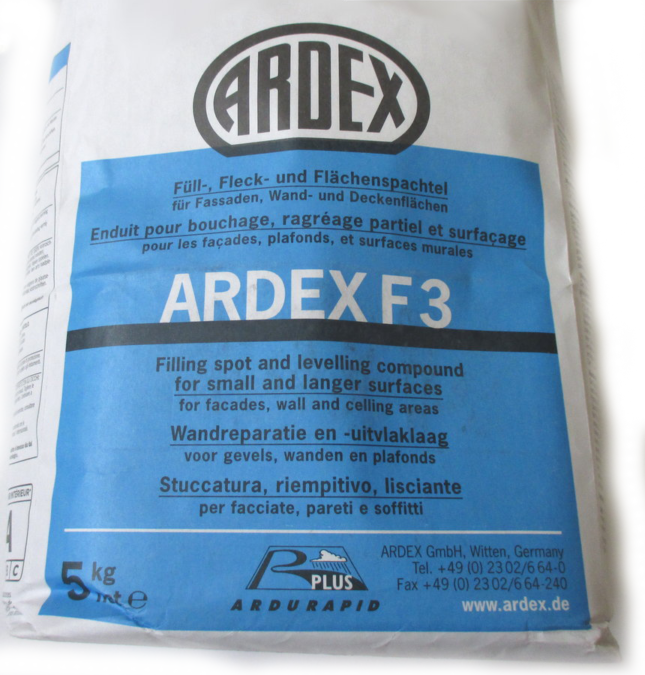 ARDEX
Füll-, Fleck- und Flächenspachtel
für Fassaden, Wand- und Deckenflächen
Enduit pour bouchage, ragréage partiel et surfaçage
pour les façades, plafonds, et surfaces murales
ARDEX F 3
Filling spot and levelling compound
for small and langer surfaces
for facades, wall and celling areas
Wandreparatie en -uitvlaklaag
voor gevels, wanden en plafonds
Stuccatura, riempitivo, lisciante
per facciate, pareti e soffitti
5 kg
int e
R PLUS
ARDURAPID
ARDEX GmbH, Witten, Germany
Tel. +49 (0) 23 02/6 64-0
Fax +49 (0) 23 02/6 64-240
www.ardex.de
C